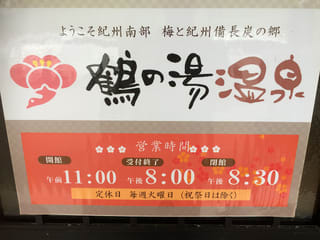 ようこそ紀州南部 梅と紀州備長炭の郷
鶴の湯温泉
営業時間
開館 受付終了 閉館
午前11:00 午後8:00 午後8:30
定休日 毎週火曜日(祝祭日は除く)